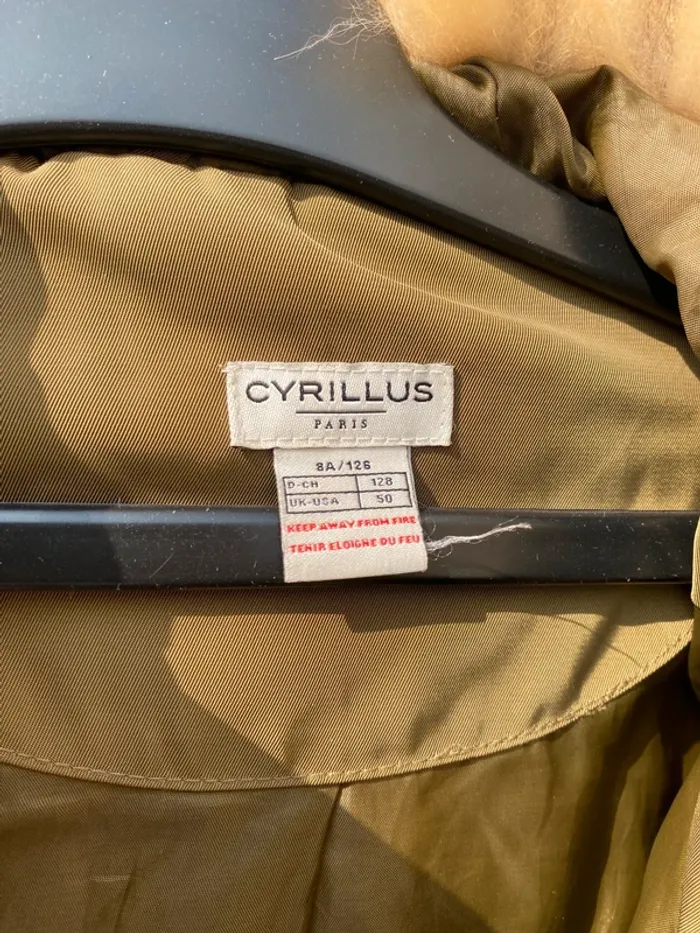 CYRILLUS
PARIS
8A/126
D-CH 128
UK-USA 50
KEEP AWAY FROM FIRE
TENIR ELOIGNE DU FEU